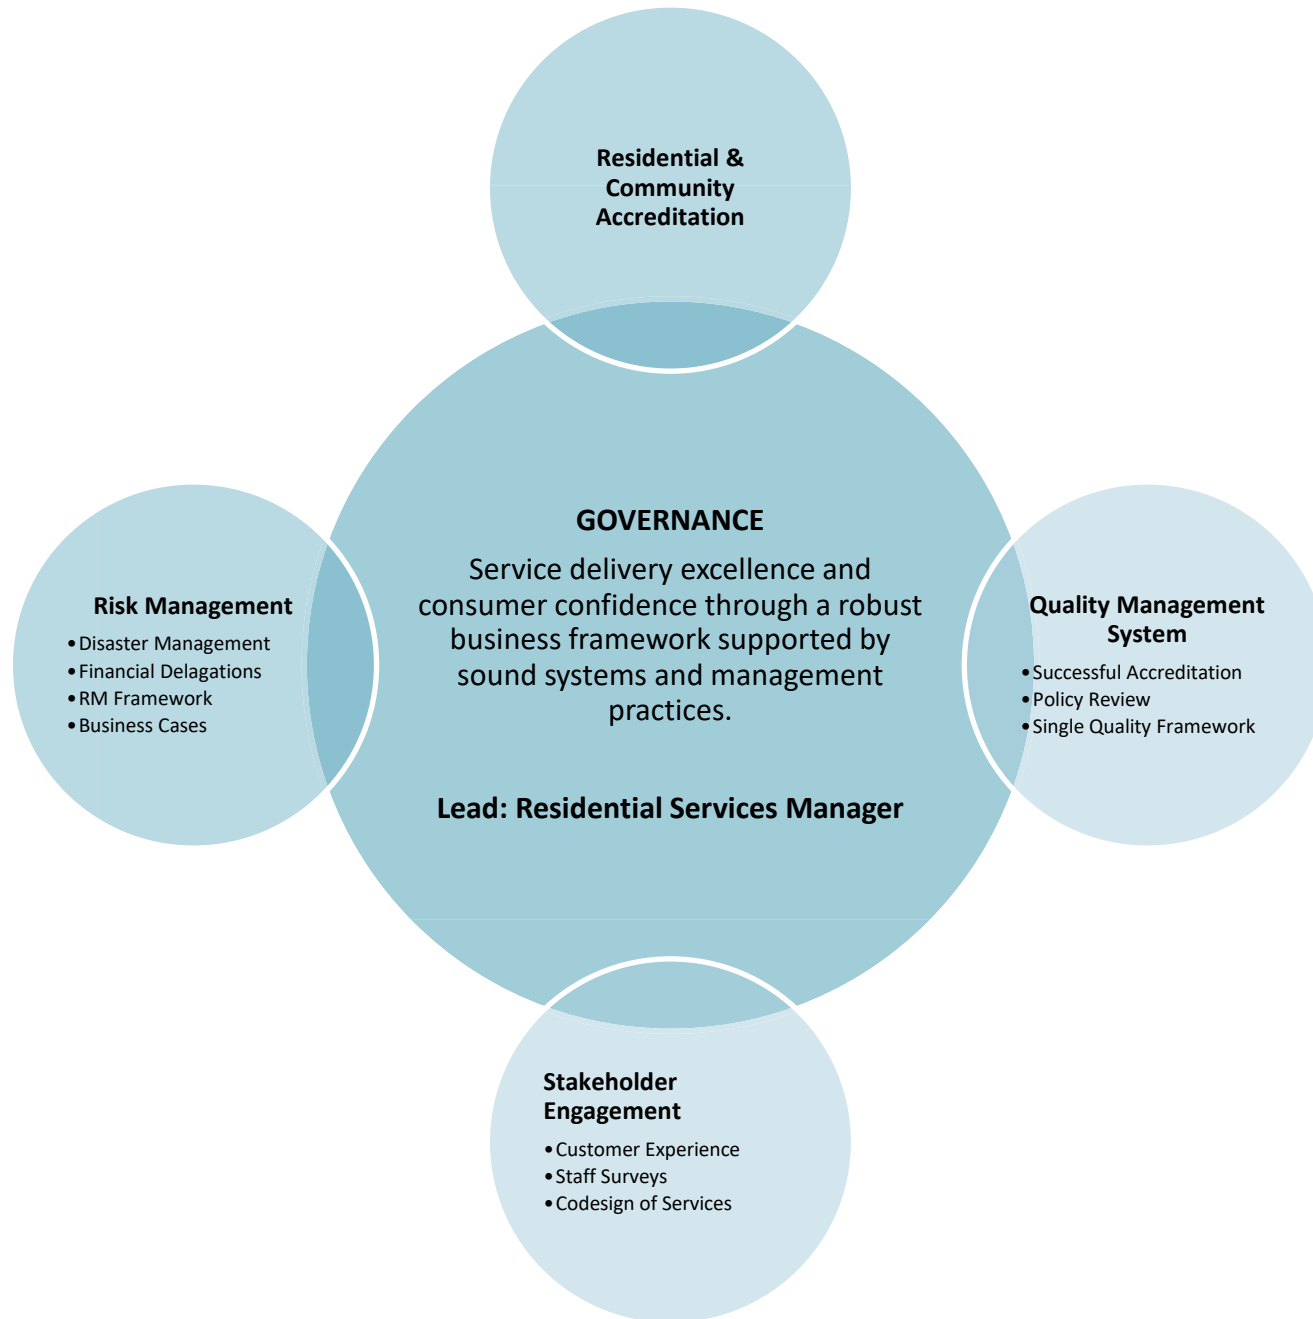 Residential &
Community
Accreditation
GOVERNANCE
Service delivery excellence and
consumer confidence through a robust
business framework supported by
sound systems and management
practices.
Lead: Residential Services Manager
Risk Management
•Disaster Management
•Financial Delagations
•RM Framework
•Business Cases
Quality Management
System
•Successful Accreditation
•Policy Review
•Single Quality Framework
Stakeholder
Engagement
•Customer Experience
•Staff Surveys
•Codesign of Services